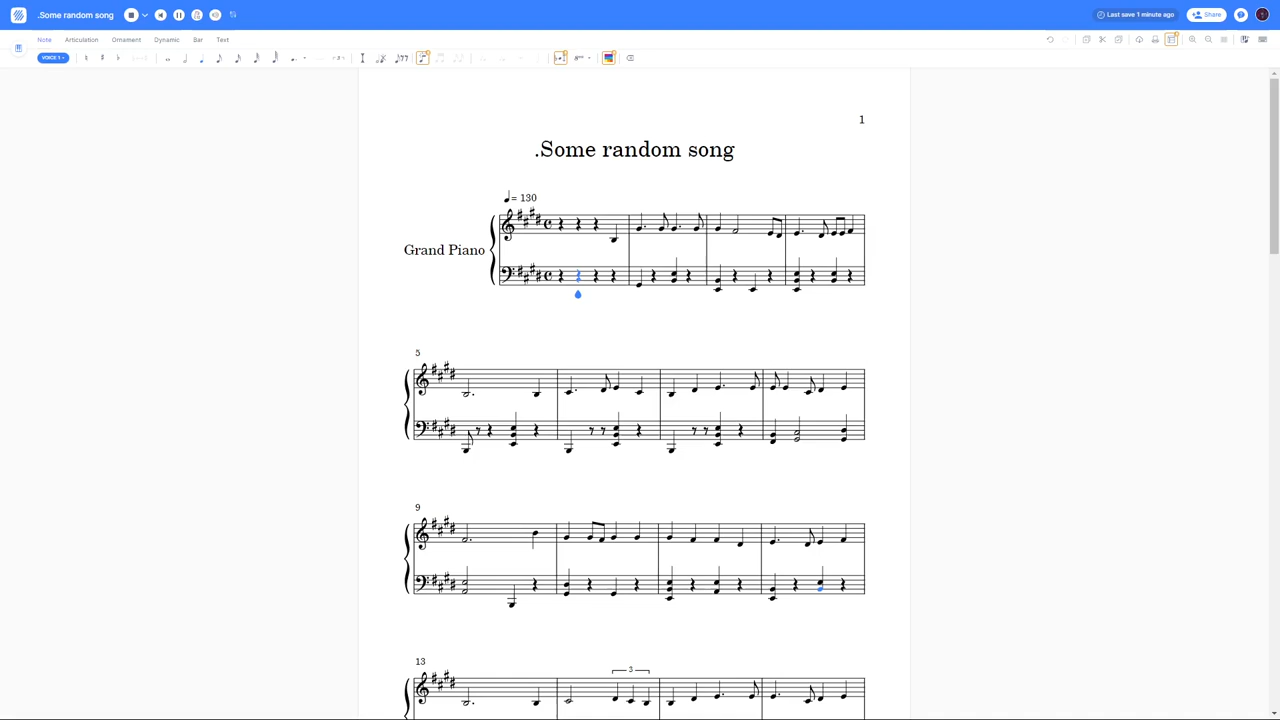 .Some random song
Last save 1 minute ago
Share
Note Articulation Ornament Dynamic Bar Text
VOICE 1
8va
1
.Some random song
= 130
Grand Piano
5
9
13
3